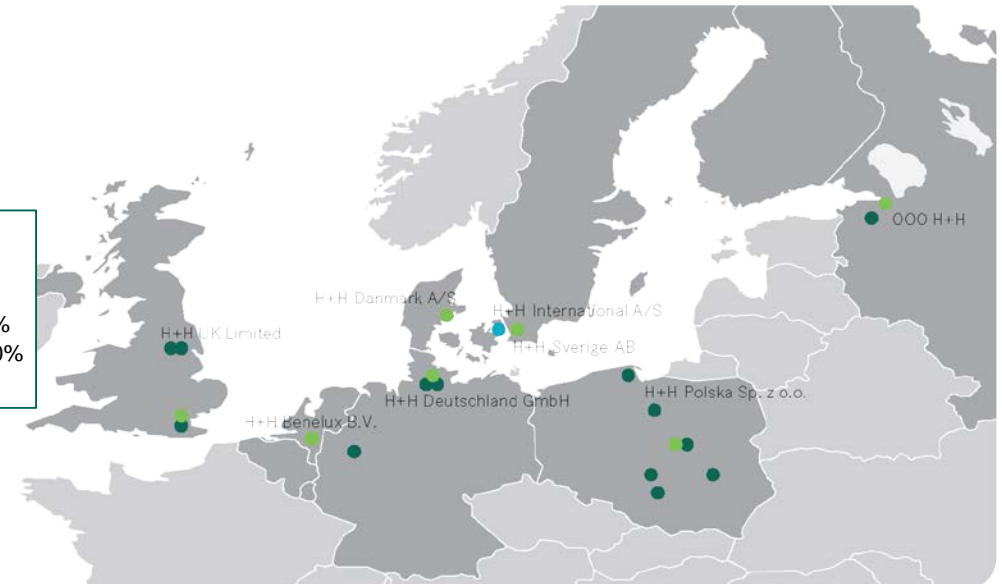 OOO H+H
H+H Danmark A/S
H+H International A/S
%
0%
H+H UK Limited
H+H Sverige AB
H+H Deutschland GmbH
H+H Polska Sp. z o.o.
H+H Benelux B.V.